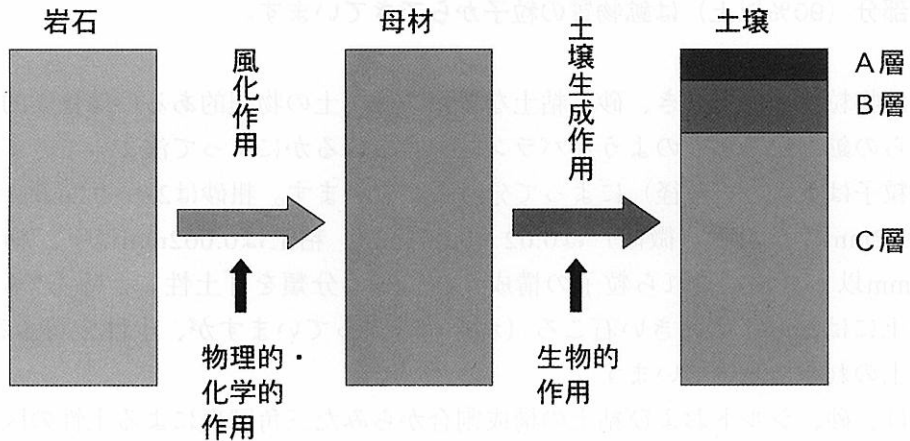 岩石
母材
土壌
風化作用
土壌生成作用
A層
B層
C層
物理的・
化学的
作用
生物的
作用